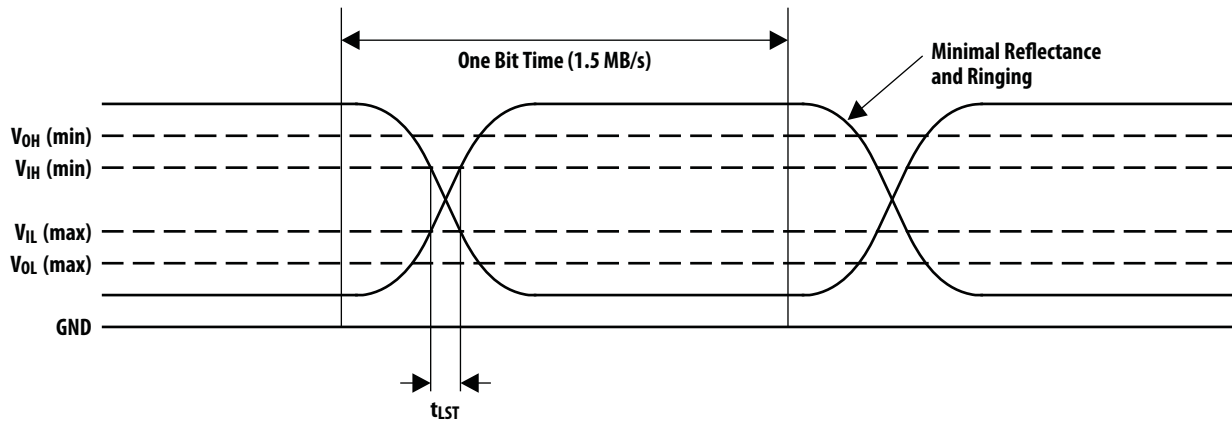 One Bit Time (1.5 MB/s)
Minimal Reflectance
and Ringing
VOH (min)
VIH (min)
VIL (max)
VOL (max)
GND
tLST